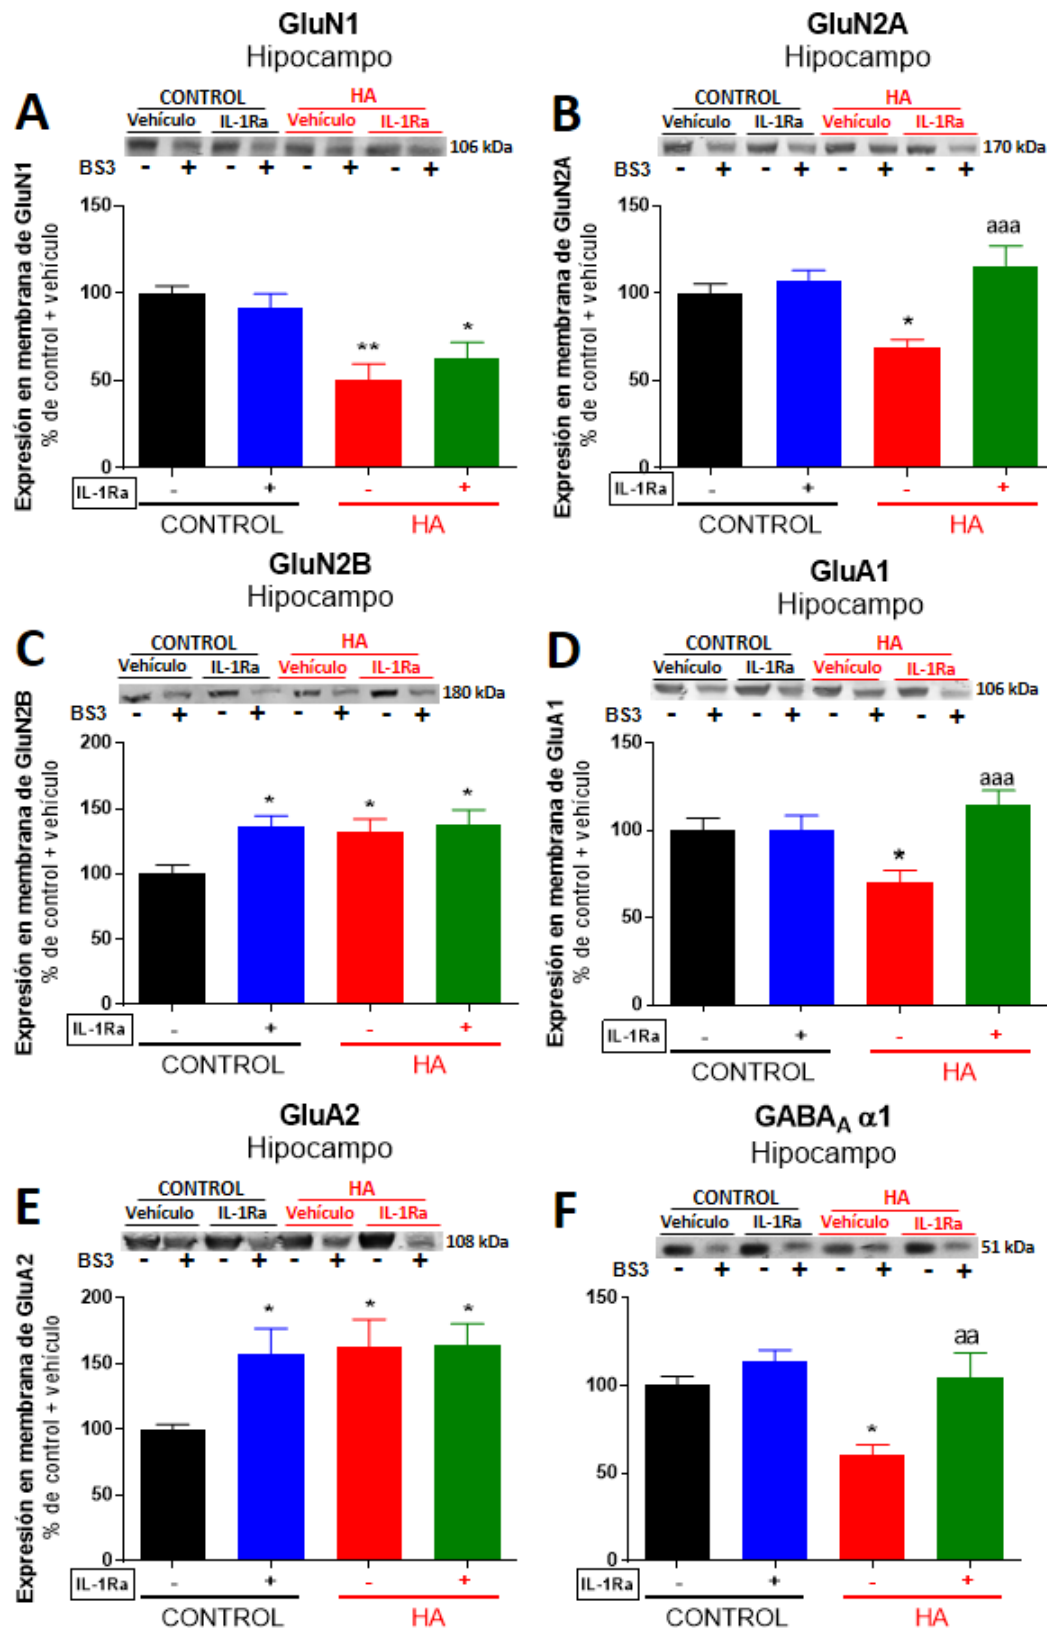 GluN1
Hipocampo
A
CONTROL HA
Vehículo IL-1Ra Vehículo IL-1Ra
106 kDa
BS3 - + - + - + - +
Expresión en membrana de GluN1
% de control + vehículo
150
100
50
0
** *
IL-1Ra - + - +
CONTROL HA
GluN2A
Hipocampo
B
CONTROL HA
Vehículo IL-1Ra Vehículo IL-1Ra
170 kDa
BS3 - + - + - + - +
Expresión en membrana de GluN2A
% de control + vehículo
150
100
50
0
* aaa
IL-1Ra - + - +
CONTROL HA
GluN2B
Hipocampo
C
CONTROL HA
Vehículo IL-1Ra Vehículo IL-1Ra
180 kDa
BS3 - + - + - + - +
Expresión en membrana de GluN2B
% de control + vehículo
200
150
100
50
0
* * *
IL-1Ra - + - +
CONTROL HA
GluA1
Hipocampo
D
CONTROL HA
Vehículo IL-1Ra Vehículo IL-1Ra
106 kDa
BS3 - + - + - + - +
Expresión en membrana de GluA1
% de control + vehículo
150
100
50
0
* aaa
IL-1Ra - + - +
CONTROL HA
GluA2
Hipocampo
E
CONTROL HA
Vehículo IL-1Ra Vehículo IL-1Ra
108 kDa
BS3 - + - + - + - +
Expresión en membrana de GluA2
% de control + vehículo
200
150
100
50
0
* * *
IL-1Ra - + - +
CONTROL HA
GABAA α1
Hipocampo
F
CONTROL HA
Vehículo IL-1Ra Vehículo IL-1Ra
51 kDa
BS3 - + - + - + - +
150
100
50
0
* aa
IL-1Ra - + - +
CONTROL HA